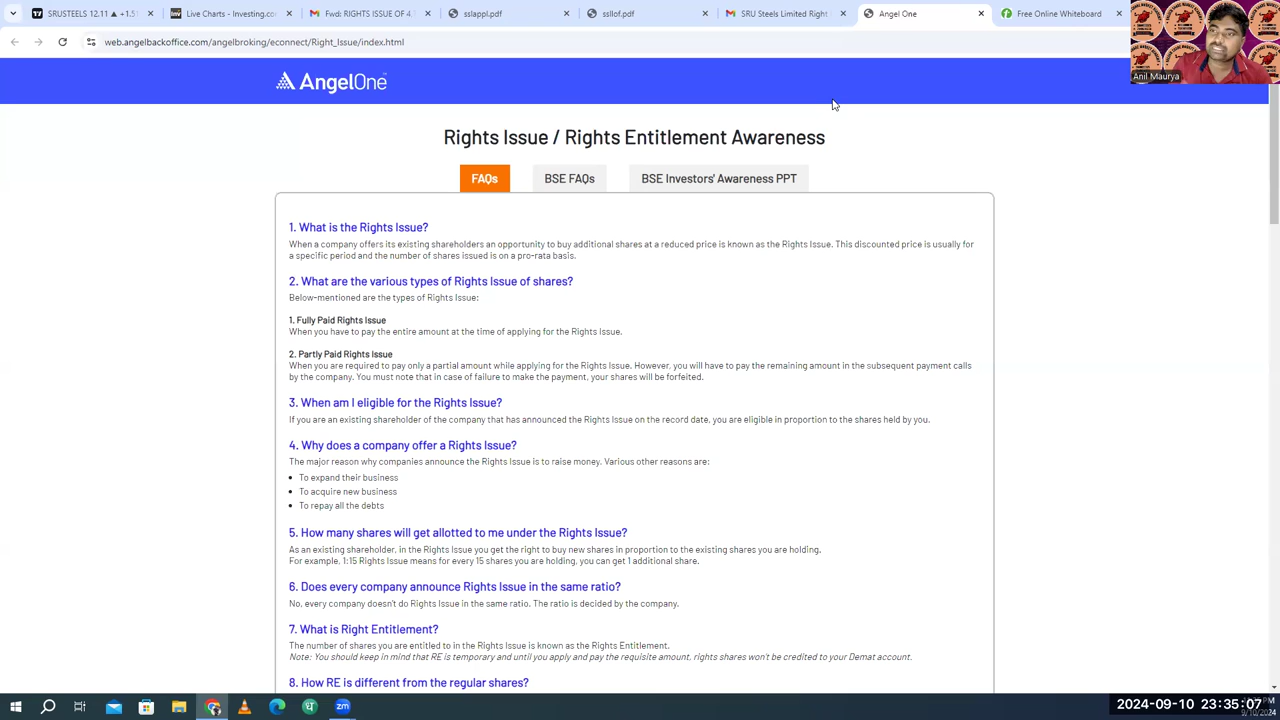 SRUSTEELS 12.11 ▲ +1.5
Live Charts - Investing.co
Fwd: RIGHTS ISSUE OF 4,
sslappl.pdf
ssllof.pdf
SRU Steels Limited Right
Angel One
Free Online Whiteboard
web.angelbackoffice.com/angelbroking/econnect/Right_Issue/index.html
Anil Maurya
AngelOne
Rights Issue / Rights Entitlement Awareness
FAQs
BSE FAQs
BSE Investors' Awareness PPT
1. What is the Rights Issue?
When a company offers its existing shareholders an opportunity to buy additional shares at a reduced price is known as the Rights Issue. This discounted price is usually for
a specific period and the number of shares issued is on a pro-rata basis.
2. What are the various types of Rights Issue of shares?
Below-mentioned are the types of Rights Issue:
1. Fully Paid Rights Issue
When you have to pay the entire amount at the time of applying for the Rights Issue.
2. Partly Paid Rights Issue
When you are required to pay only a partial amount while applying for the Rights Issue. However, you will have to pay the remaining amount in the subsequent payment calls
by the company. You must note that in case of failure to make the payment, your shares will be forfeited.
3. When am I eligible for the Rights Issue?
If you are an existing shareholder of the company that has announced the Rights Issue on the record date, you are eligible in proportion to the shares held by you.
4. Why does a company offer a Rights Issue?
The major reason why companies announce the Rights Issue is to raise money. Various other reasons are:
• To expand their business
• To acquire new business
• To repay all the debts
5. How many shares will get allotted to me under the Rights Issue?
As an existing shareholder, in the Rights Issue you get the right to buy new shares in proportion to the existing shares you are holding.
For example, 1:15 Rights Issue means for every 15 shares you are holding, you can get 1 additional share.
6. Does every company announce Rights Issue in the same ratio?
No, every company doesn't do Rights Issue in the same ratio. The ratio is decided by the company.
7. What is Right Entitlement?
The number of shares you are entitled to in the Rights Issue is known as the Rights Entitlement.
Note: You should keep in mind that RE is temporary and until you apply and pay the requisite amount, rights shares won't be credited to your Demat account.
8. How RE is different from the regular shares?
2024-09-10 23:35:07
9/10/2024